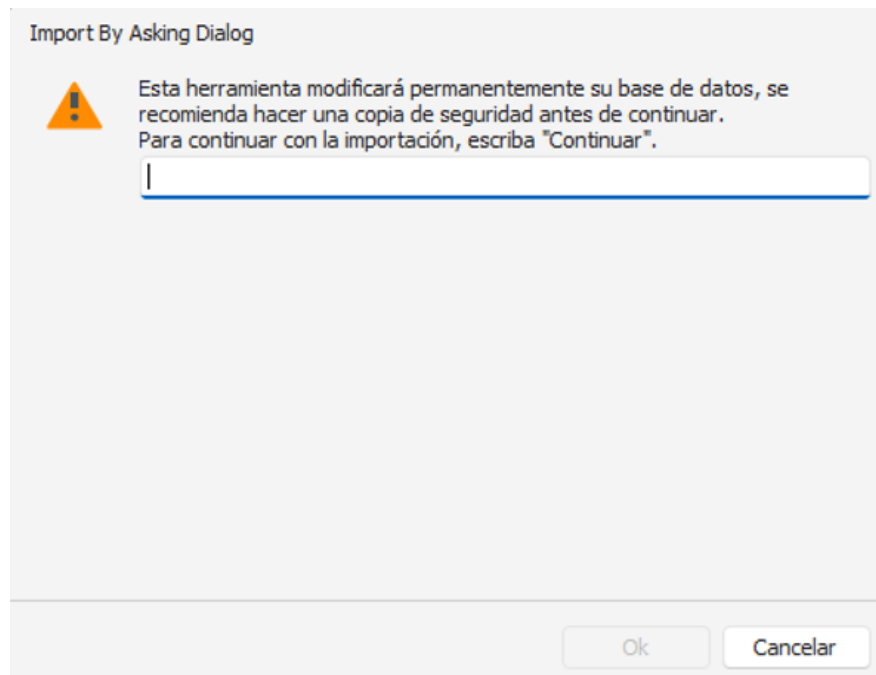 Import By Asking Dialog
Esta herramienta modificará permanentemente su base de datos, se
recomienda hacer una copia de seguridad antes de continuar.
Para continuar con la importación, escriba "Continuar".
Ok
Cancelar